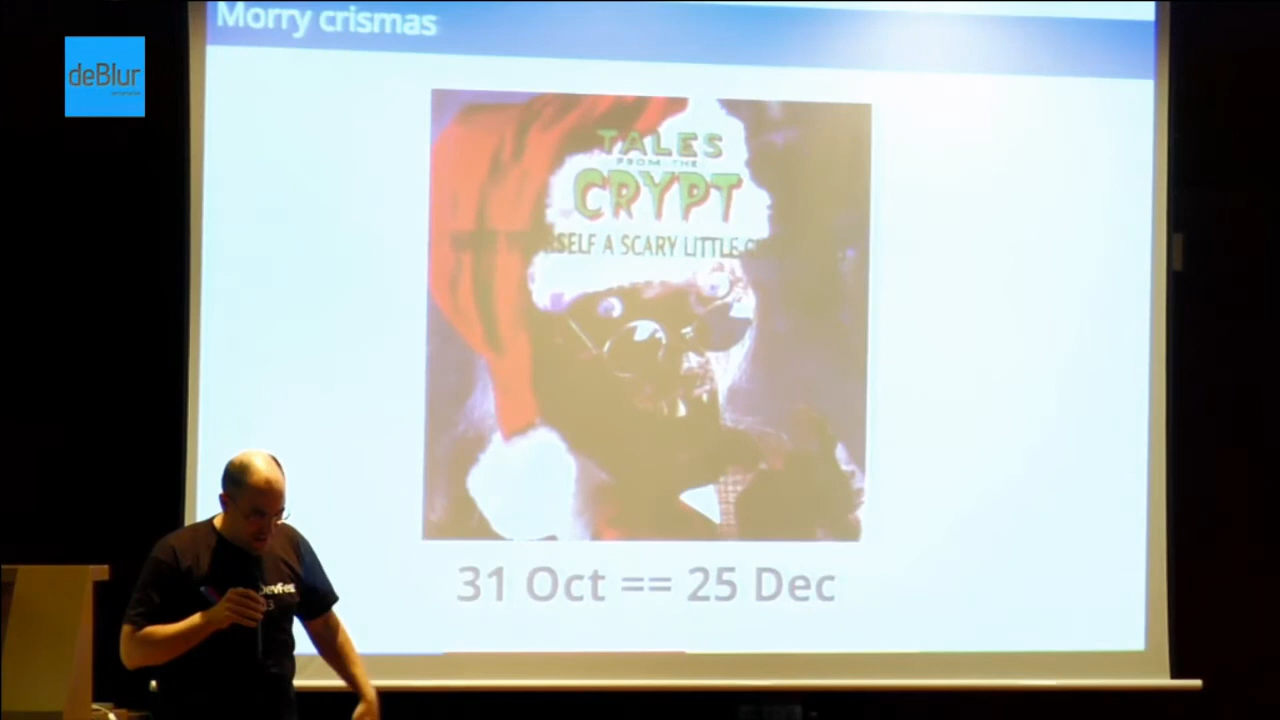 Morry crismas
deBlur
TALES
FROM THE
CRYPT
SELF A SCARY LITTLE
31 Oct == 25 Dec